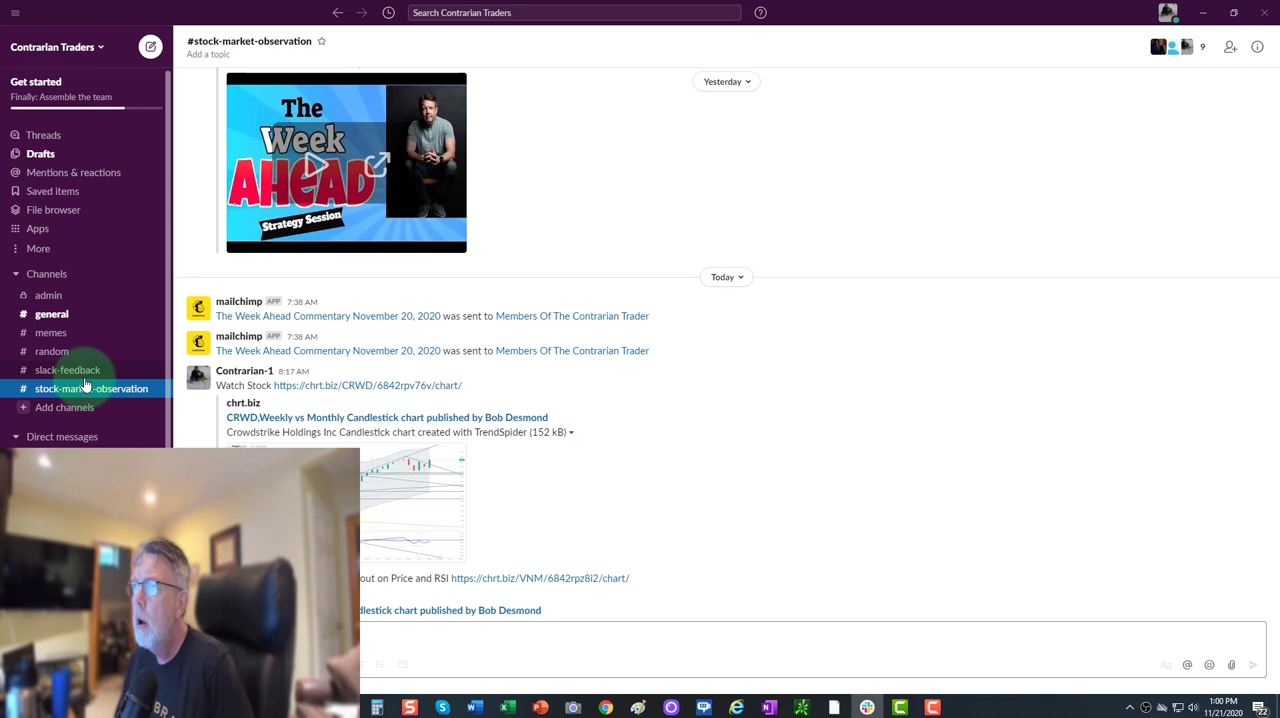 Search Contrarian Traders
Contrarian Traders
#stock-market-observation
Add a topic
9
Get started
Finally: Assemble the team
Threads
Drafts
Mentions & reactions
Saved items
File browser
Apps
More
Channels
admin
# general
# memes
# random
# slack-feedback
# stock-market-observation
+ Add channels
Direct messages
Yesterday
The
Week
AHEAD
Strategy Session
Today
mailchimp APP 7:38 AM
The Week Ahead Commentary November 20, 2020 was sent to Members Of The Contrarian Trader
mailchimp APP 7:38 AM
The Week Ahead Commentary November 20, 2020 was sent to Members Of The Contrarian Trader
Contrarian-1 8:17 AM
Watch Stock https://chrt.biz/CRWD/6842rpv76v/chart/
chrt.biz
CRWD,Weekly vs Monthly Candlestick chart published by Bob Desmond
Crowdstrike Holdings Inc Candlestick chart created with TrendSpider (152 kB)
out on Price and RSI https://chrt.biz/VNM/6842rpz8i2/chart/
dlestick chart published by Bob Desmond
Aa @
BRA
1:00 PM
11/21/2020
22